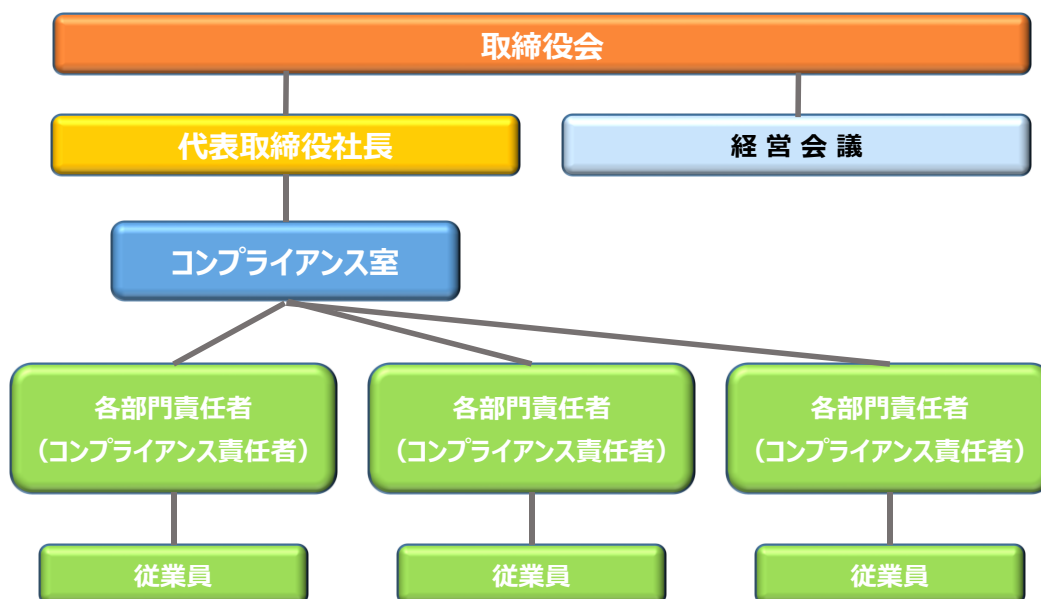 取締役会
代表取締役社長
経 営 会 議
コンプライアンス室
各部門責任者
（コンプライアンス責任者）
各部門責任者
（コンプライアンス責任者）
各部門責任者
（コンプライアンス責任者）
従業員
従業員
従業員